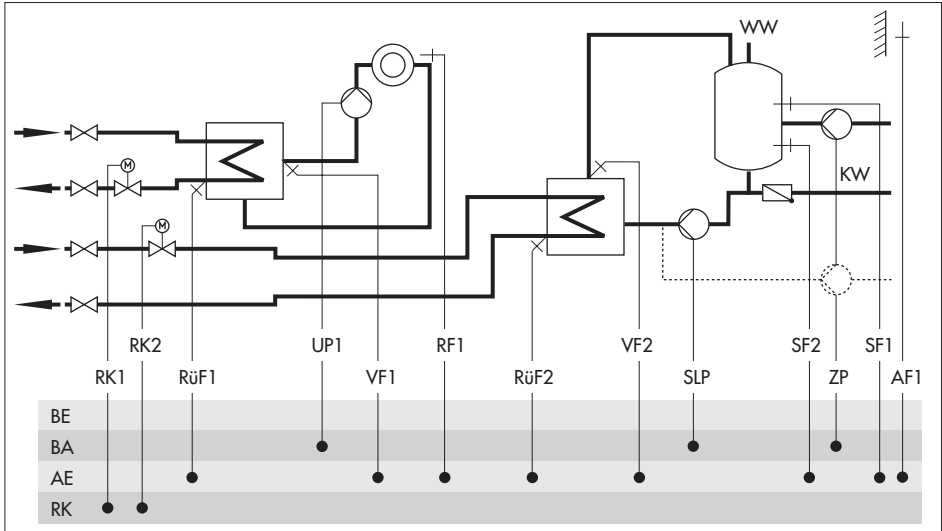 WW
M
KW
M
RK2 UP1 RF1 VF2 SF2 SF1
RK1 RüF1 VF1 RüF2 SLP ZP AF1
BE
BA
AE
RK